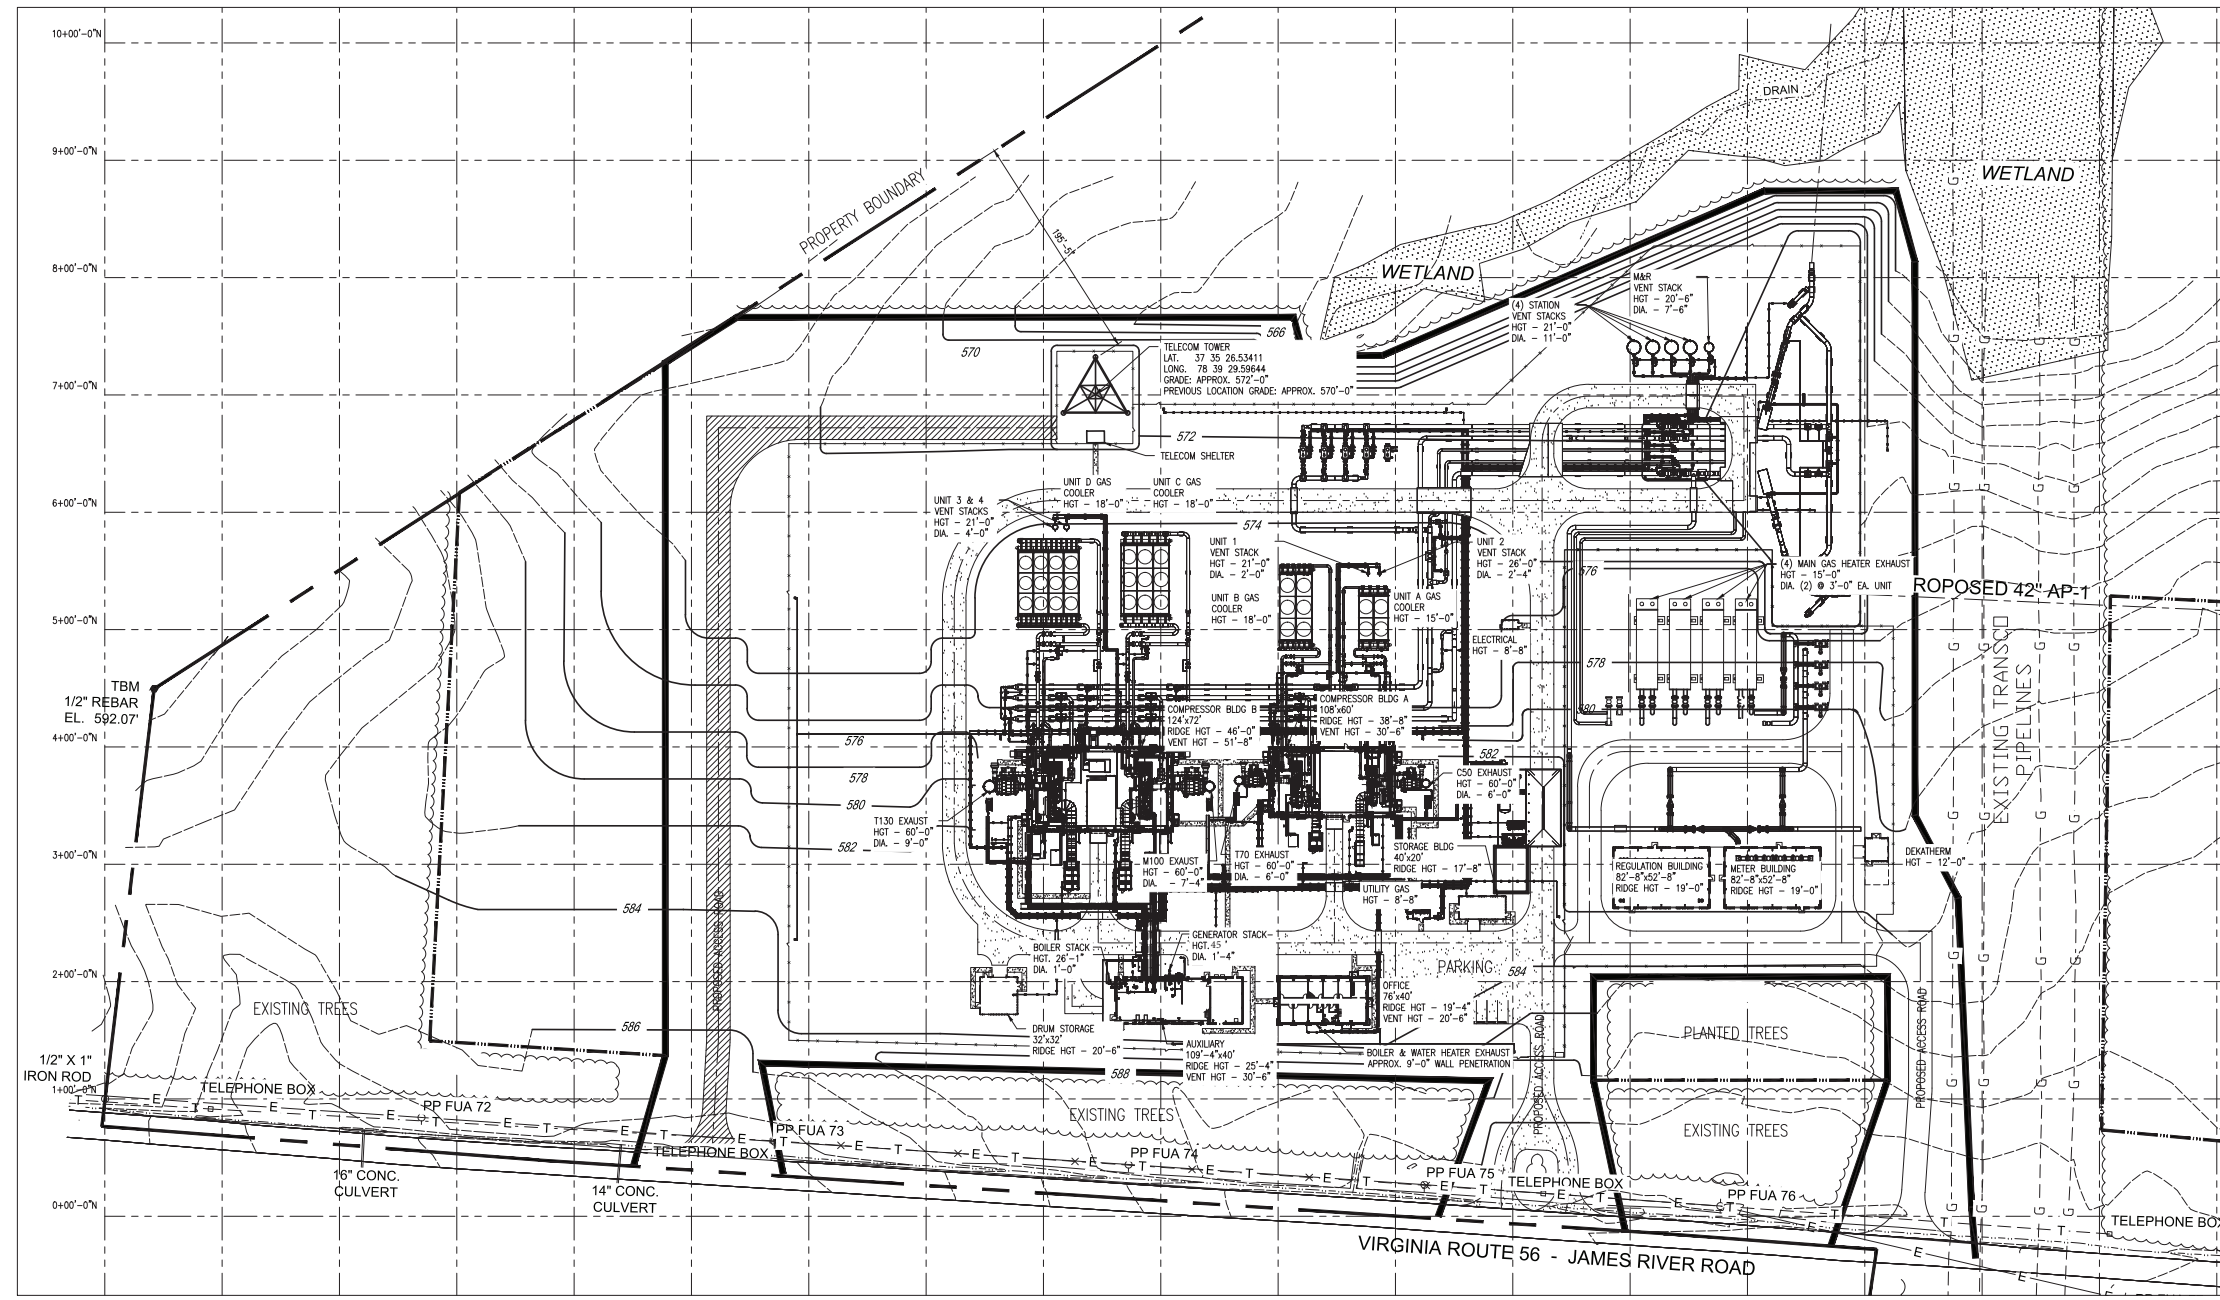 10+00'-0"N
9+00'-0"N
8+00'-0"N
7+00'-0"N
6+00'-0"N
5+00'-0"N
4+00'-0"N
3+00'-0"N
2+00'-0"N
1+00'-0"N
0+00'-0"N
DRAIN
WETLAND
WETLAND
PROPERTY BOUNDARY
195'-5"
566
570
TELECOM TOWER
LAT. 37 35 26.53411
LONG. 78 39 29.59644
GRADE: APPROX. 572'-0"
PREVIOUS LOCATION GRADE: APPROX. 570'-0"
(4) STATION
VENT STACKS
HGT - 21'-0"
DIA. - 11'-0"
M&R
VENT STACK
HGT - 20'-6"
DIA. - 7'-6"
572
TELECOM SHELTER
UNIT D GAS
COOLER
HGT - 18'-0"
UNIT C GAS
COOLER
HGT - 18'-0"
UNIT 3 & 4
VENT STACKS
HGT - 21'-0"
DIA. - 4'-0"
574
UNIT 1
VENT STACK
HGT - 21'-0"
DIA. - 2'-0"
UNIT 2
VENT STACK
HGT - 26'-0"
DIA. - 2'-4"
UNIT B GAS
COOLER
HGT - 18'-0"
UNIT A GAS
COOLER
HGT - 15'-0"
576
(4) MAIN GAS HEATER EXHAUST
HGT - 15'-0"
DIA. (2) @ 3'-0" EA. UNIT
ROPOSED 42" AP-1
ELECTRICAL
HGT - 8'-8"
578
580
582
EXISTING TRANSCO
PIPELINES
TBM
1/2" REBAR
EL. 592.07'
COMPRESSOR BLDG B
124'x72'
RIDGE HGT - 46'-0"
VENT HGT - 51'-8"
COMPRESSOR BLDG A
108'x60'
RIDGE HGT - 38'-8"
VENT HGT - 30'-6"
576
578
580
582
584
586
588
C50 EXHAUST
HGT - 60'-0"
DIA. - 6'-0"
T130 EXAUST
HGT - 60'-0"
DIA. - 9'-0"
M100 EXAUST
HGT - 60'-0"
DIA. - 7'-4"
T70 EXHAUST
HGT - 60'-0"
DIA. - 6'-0"
STORAGE BLDG
40'x20'
RIDGE HGT - 17'-8"
UTILITY GAS
HGT - 8'-8"
REGULATION BUILDING
82'-8"x52'-8"
RIDGE HGT - 19'-0"
METER BUILDING
82'-8"x52'-8"
RIDGE HGT - 19'-0"
DEKATHERM
HGT - 12'-0"
PROPOSED ACCESS ROAD
BOILER STACK
HGT. 26'-1"
DIA. 1'-0"
GENERATOR STACK
HGT. 45
DIA. 1'-4"
PARKING
584
OFFICE
76'x40'
RIDGE HGT - 19'-4"
VENT HGT - 20'-6"
DRUM STORAGE
32'x32'
RIDGE HGT - 20'-6"
AUXILIARY
109'-4"x40'
RIDGE HGT - 25'-4"
VENT HGT - 30'-6"
BOILER & WATER HEATER EXHAUST
APPROX. 9'-0" WALL PENETRATION
PROPOSED ACCESS ROAD
PROPOSED ACCESS ROAD
EXISTING TREES
PLANTED TREES
EXISTING TREES
EXISTING TREES
1/2" X 1"
IRON ROD
TELEPHONE BOX
PP FUA 72
PP FUA 73
TELEPHONE BOX
PP FUA 74
PP FUA 75
TELEPHONE BOX
PP FUA 76
TELEPHONE BOX
16" CONC.
CULVERT
14" CONC.
CULVERT
VIRGINIA ROUTE 56 - JAMES RIVER ROAD